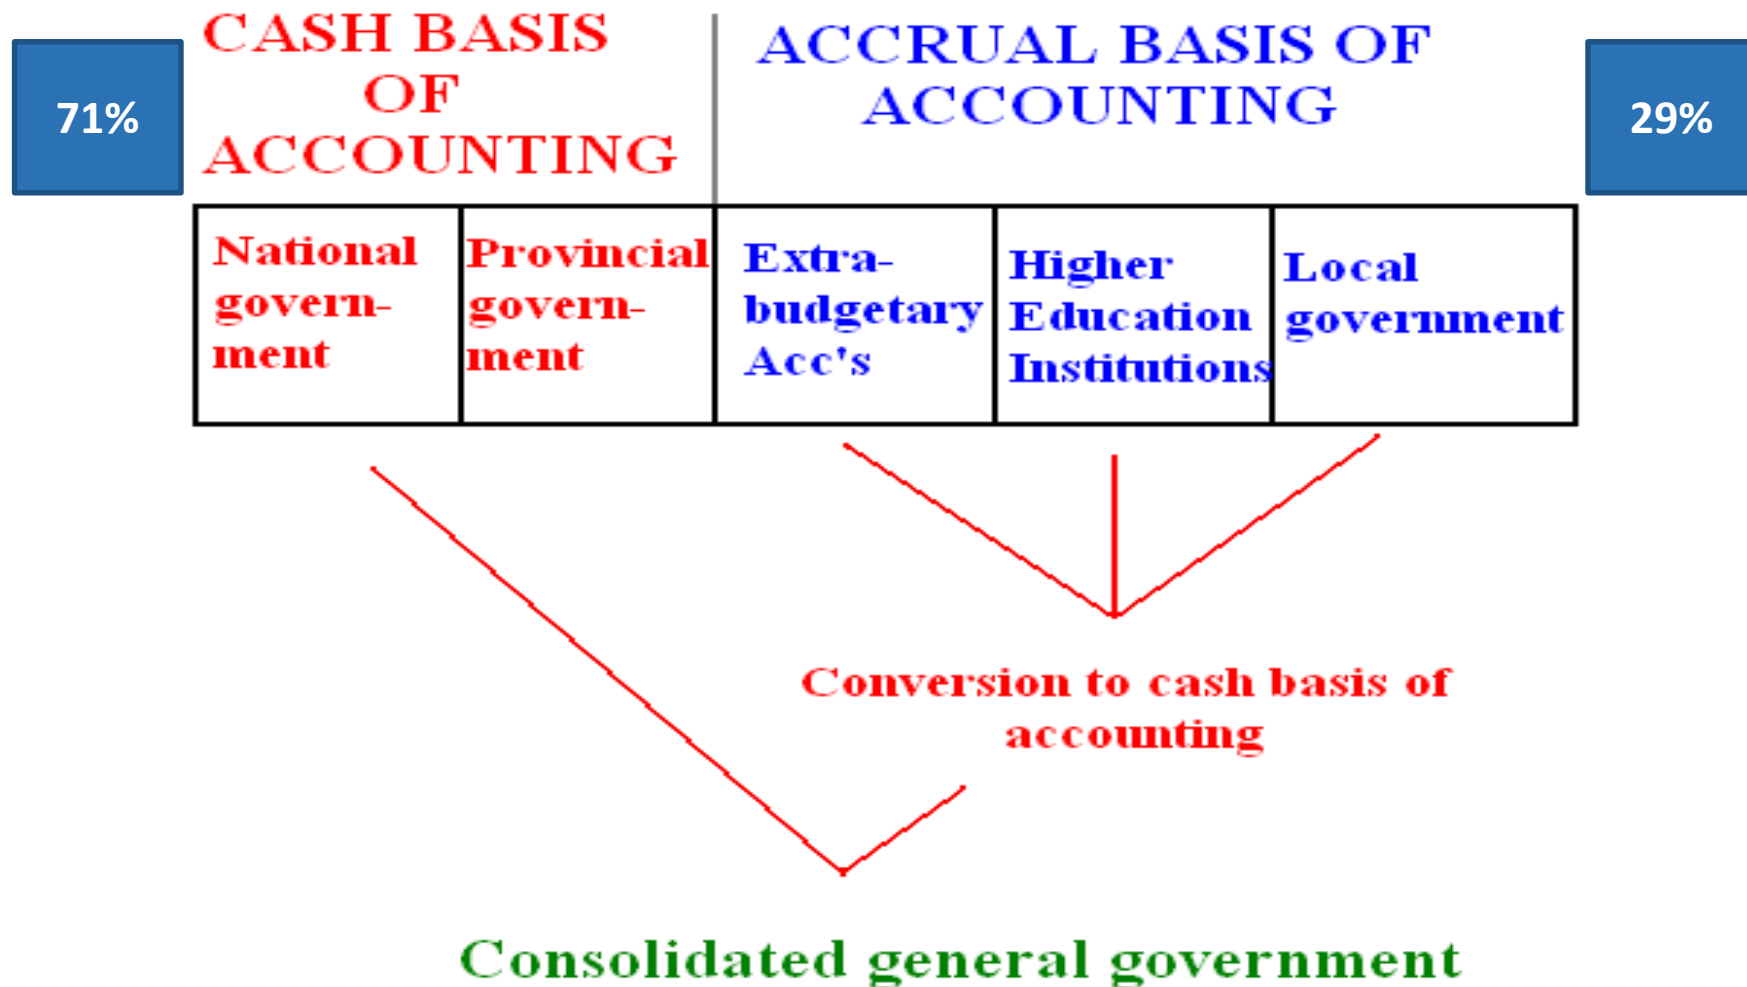 CASH BASIS
OF
ACCOUNTING
ACCRUAL BASIS OF
ACCOUNTING
71%
29%
National
govern-
ment
Provincial
govern-
ment
Extra-
budgetary
Acc's
Higher
Education
Institutions
Local
government
Conversion to cash basis of
accounting
Consolidated general government